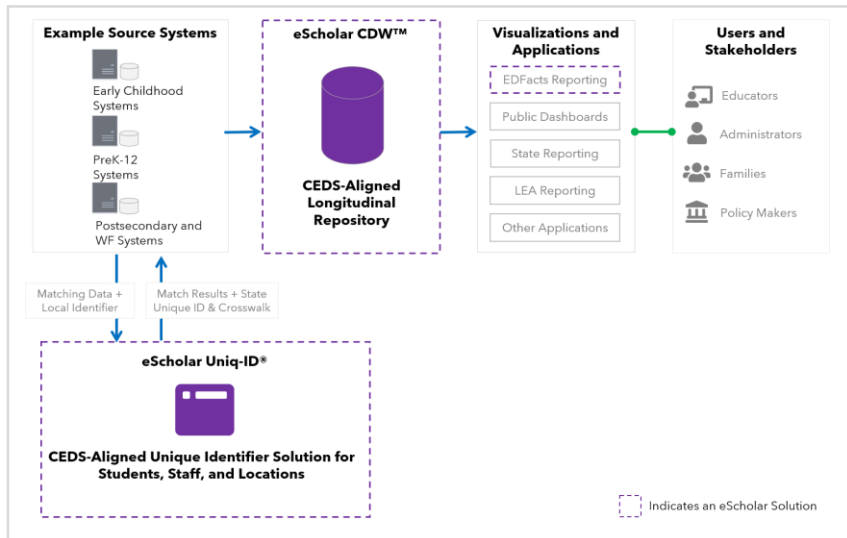 Example Source Systems
Early Childhood
Systems
PreK-12
Systems
Postsecondary and
WF Systems
eScholar CDW™
CEDS-Aligned
Longitudinal
Repository
Visualizations and
Applications
EDFacts Reporting
Public Dashboards
State Reporting
LEA Reporting
Other Applications
Users and
Stakeholders
Educators
Administrators
Families
Policy Makers
Matching Data +
Local Identifier
Match Results + State
Unique ID & Crosswalk
eScholar Uniq-ID®
CEDS-Aligned Unique Identifier Solution for
Students, Staff, and Locations
Indicates an eScholar Solution